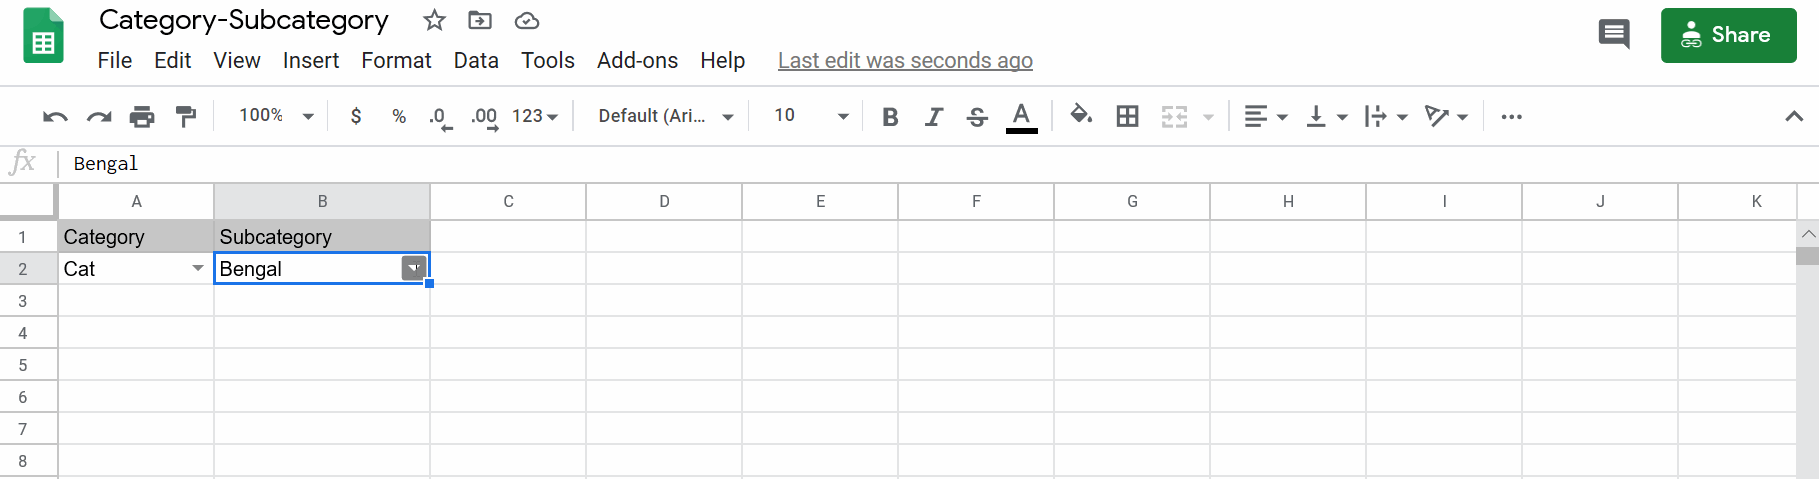 Category-Subcategory
File Edit View Insert Format Data Tools Add-ons Help Last edit was seconds ago
Share
100% $ % .0 .00 123 Default (Ari... 10 B I S A
fx Bengal
A B C D E F G H I J K
1 Category Subcategory
2 Cat Bengal
3
4
5
6
7
8